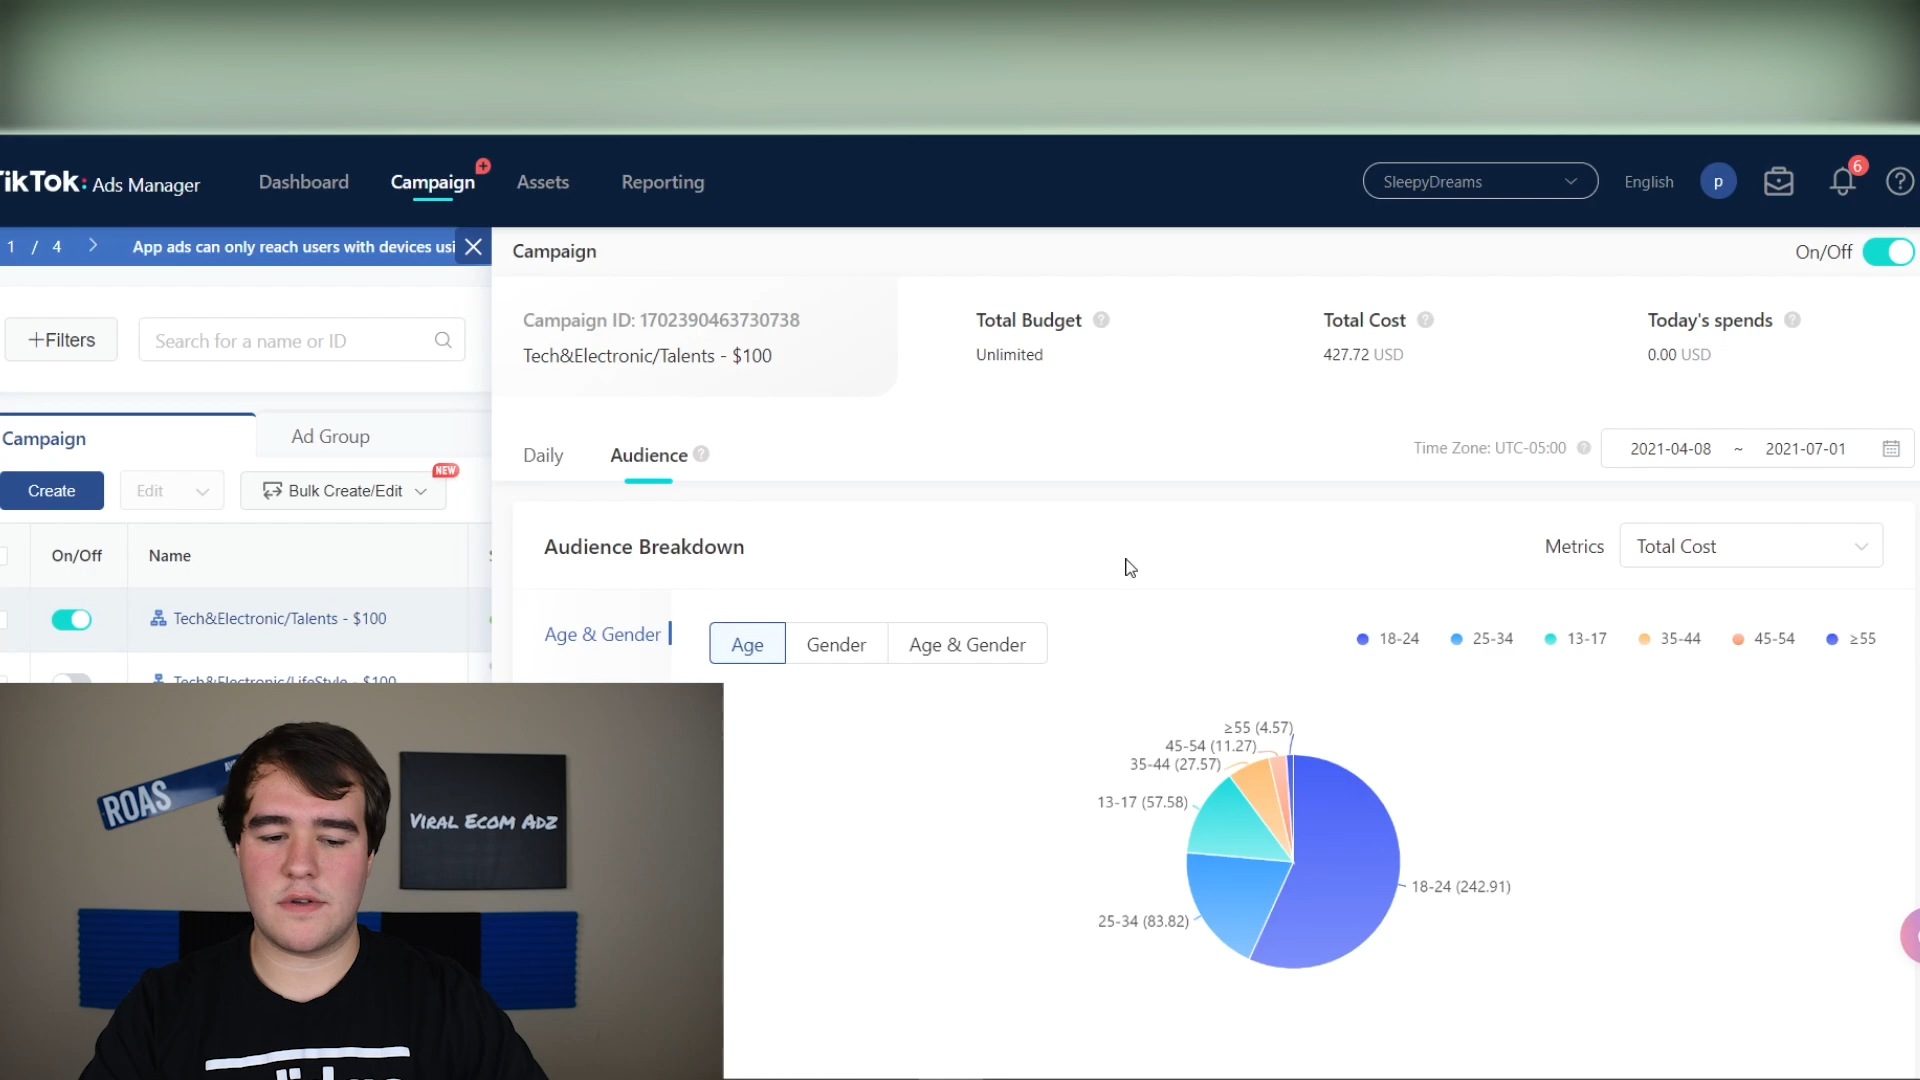 TikTok: Ads Manager
Dashboard
Campaign
Assets
Reporting
SleepyDreams
English
p
6
1 / 4
App ads can only reach users with devices usi
Campaign
On/Off
+Filters
Search for a name or ID
Campaign ID: 1702390463730738
Tech&Electronic/Talents - $100
Total Budget
Unlimited
Total Cost
427.72 USD
Today's spends
0.00 USD
Campaign
Ad Group
Daily
Audience
Time Zone: UTC-05:00
2021-04-08 ~ 2021-07-01
Create
Edit
Bulk Create/Edit
NEW
On/Off
Name
Tech&Electronic/Talents - $100
Tech&Electronic/LifeStyle - $100
Audience Breakdown
Metrics
Total Cost
Age & Gender
Age
Gender
Age & Gender
18-24
25-34
13-17
35-44
45-54
≥55
≥55 (4.57)
45-54 (11.27)
35-44 (27.57)
13-17 (57.58)
25-34 (83.82)
18-24 (242.91)
ROAS
VIRAL ECOM ADZ